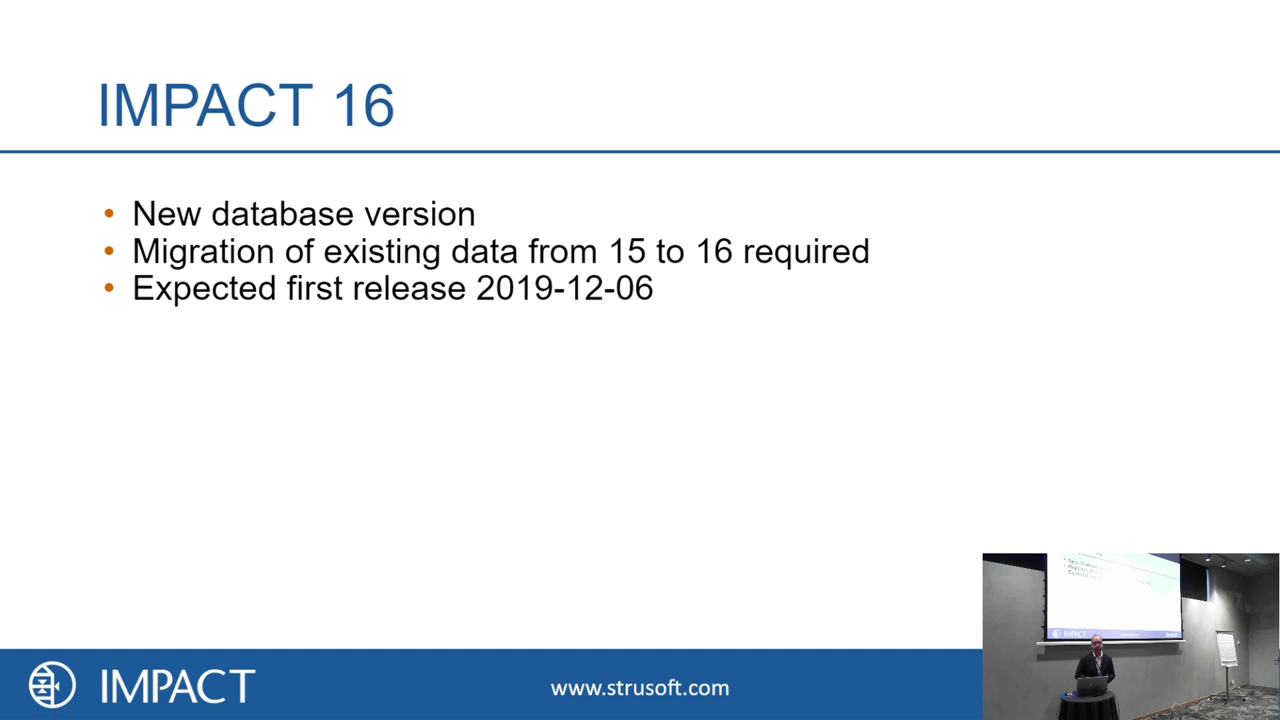 IMPACT 16
• New database version
• Migration of existing data from 15 to 16 required
• Expected first release 2019-12-06
IMPACT
www.strusoft.com
IMPACT